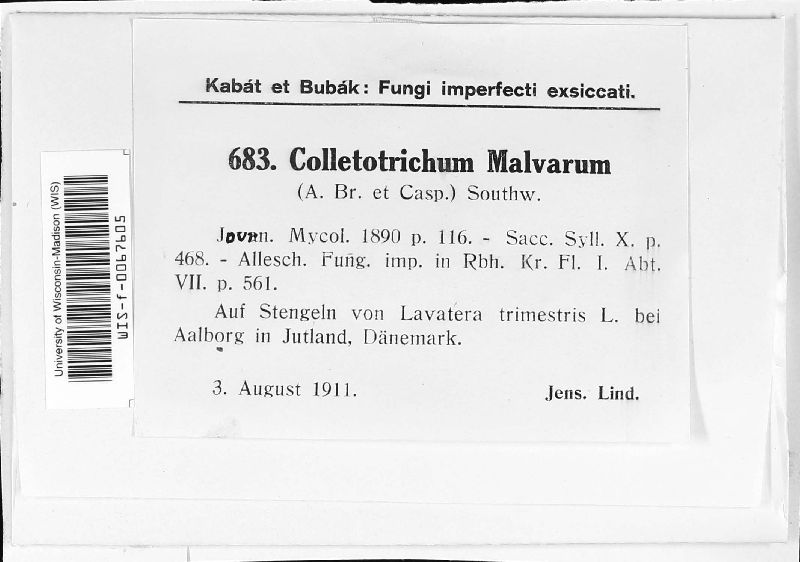 Kabát et Bubák: Fungi imperfecti exsiccati.
683. Colletotrichum Malvarum
(A. Br. et Casp.) Southw.
Journ. Mycol. 1890 p. 116. - Sacc. Syll. X. p.
468. - Allesch. Fung. imp. in Rbh. Kr. Fl. I. Abt.
VII. p. 561.
Auf Stengeln von Lavatera trimestris L. bei
Aalborg in Jutland, Dänemark.
3. August 1911.
Jens. Lind.
University of Wisconsin-Madison (WIS)
WIS-f-0067605